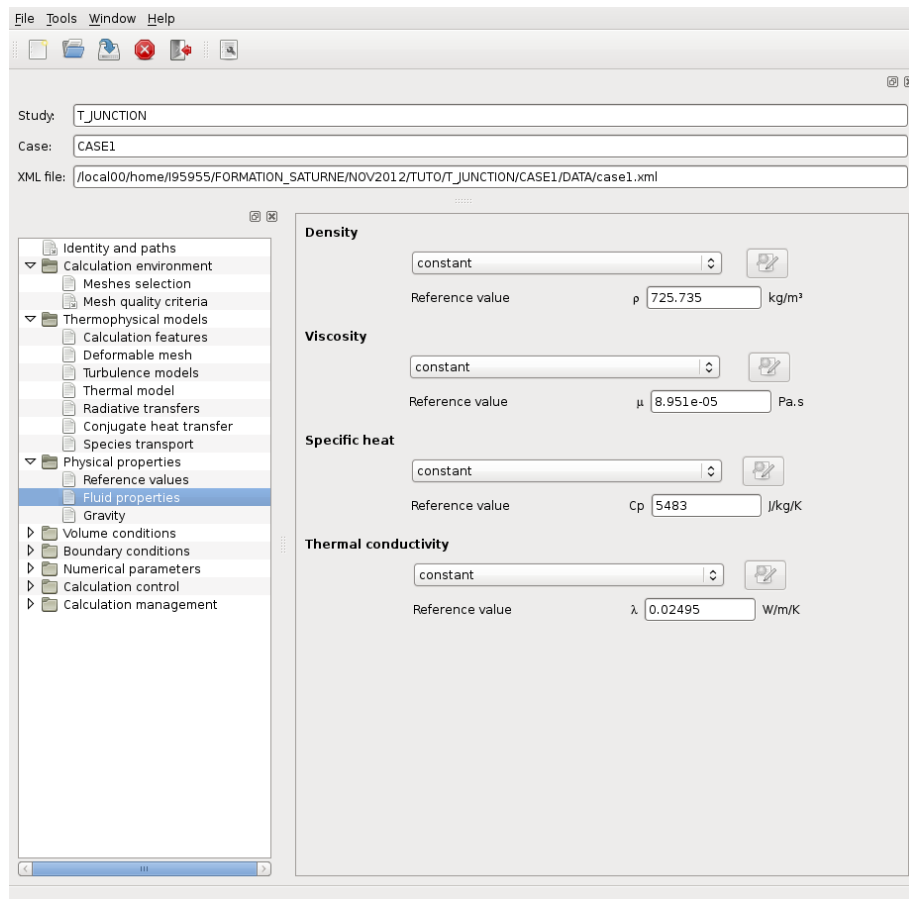 File Tools Window Help
Study: T_JUNCTION
Case: CASE1
XML file: /local00/home/I95955/FORMATION_SATURNE/NOV2012/TUTO/T_JUNCTION/CASE1/DATA/case1.xml
Identity and paths
Calculation environment
Meshes selection
Mesh quality criteria
Thermophysical models
Calculation features
Deformable mesh
Turbulence models
Thermal model
Radiative transfers
Conjugate heat transfer
Species transport
Physical properties
Reference values
Fluid properties
Gravity
Volume conditions
Boundary conditions
Numerical parameters
Calculation control
Calculation management
Density
constant
Reference value ρ 725.735 kg/m³
Viscosity
constant
Reference value μ 8.951e-05 Pa.s
Specific heat
constant
Reference value Cp 5483 J/kg/K
Thermal conductivity
constant
Reference value λ 0.02495 W/m/K